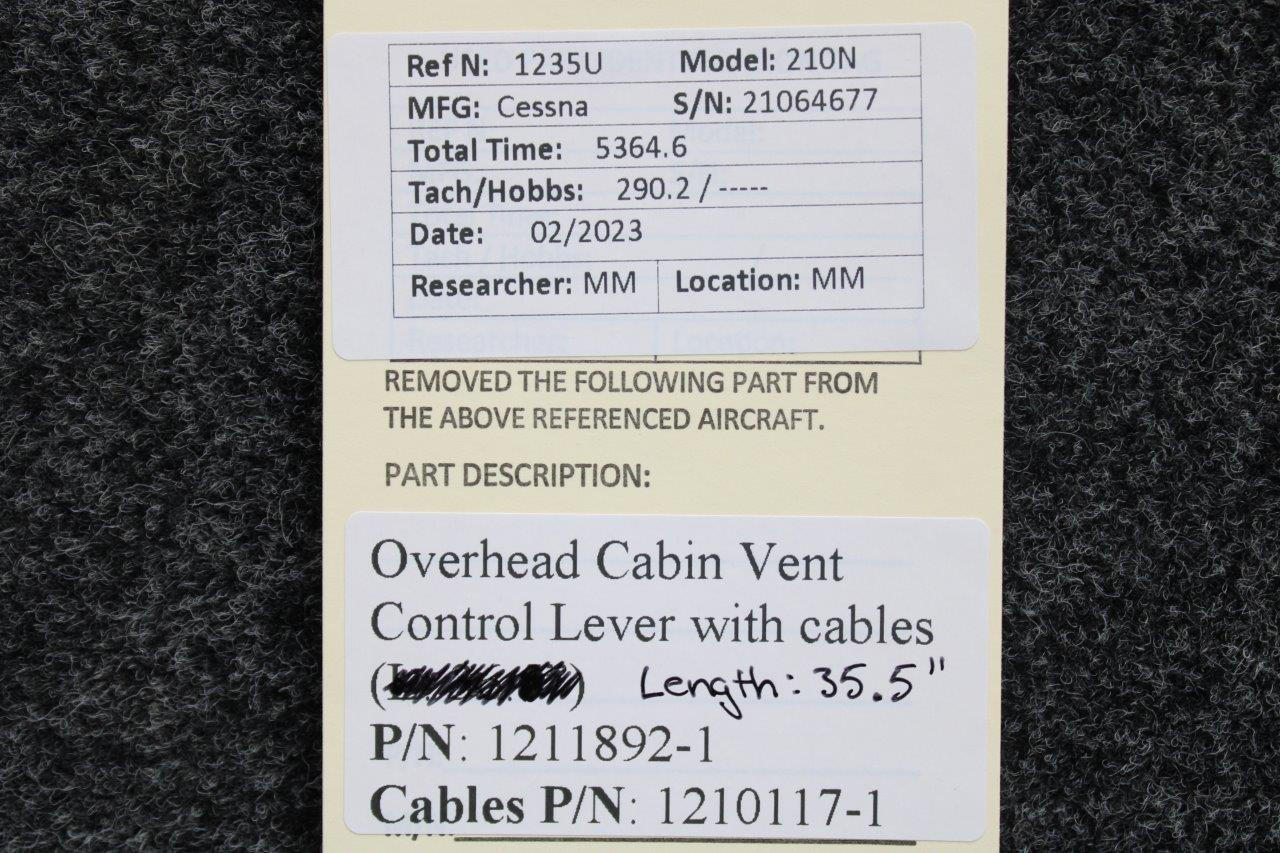 Ref N: 1235U Model: 210N
MFG: Cessna S/N: 21064677
Total Time: 5364.6
Tach/Hobbs: 290.2 / -----
Date: 02/2023
Researcher: MM Location: MM
REMOVED THE FOLLOWING PART FROM
THE ABOVE REFERENCED AIRCRAFT.
PART DESCRIPTION:
Overhead Cabin Vent
Control Lever with cables
( ) Length: 35.5"
P/N: 1211892-1
Cables P/N: 1210117-1